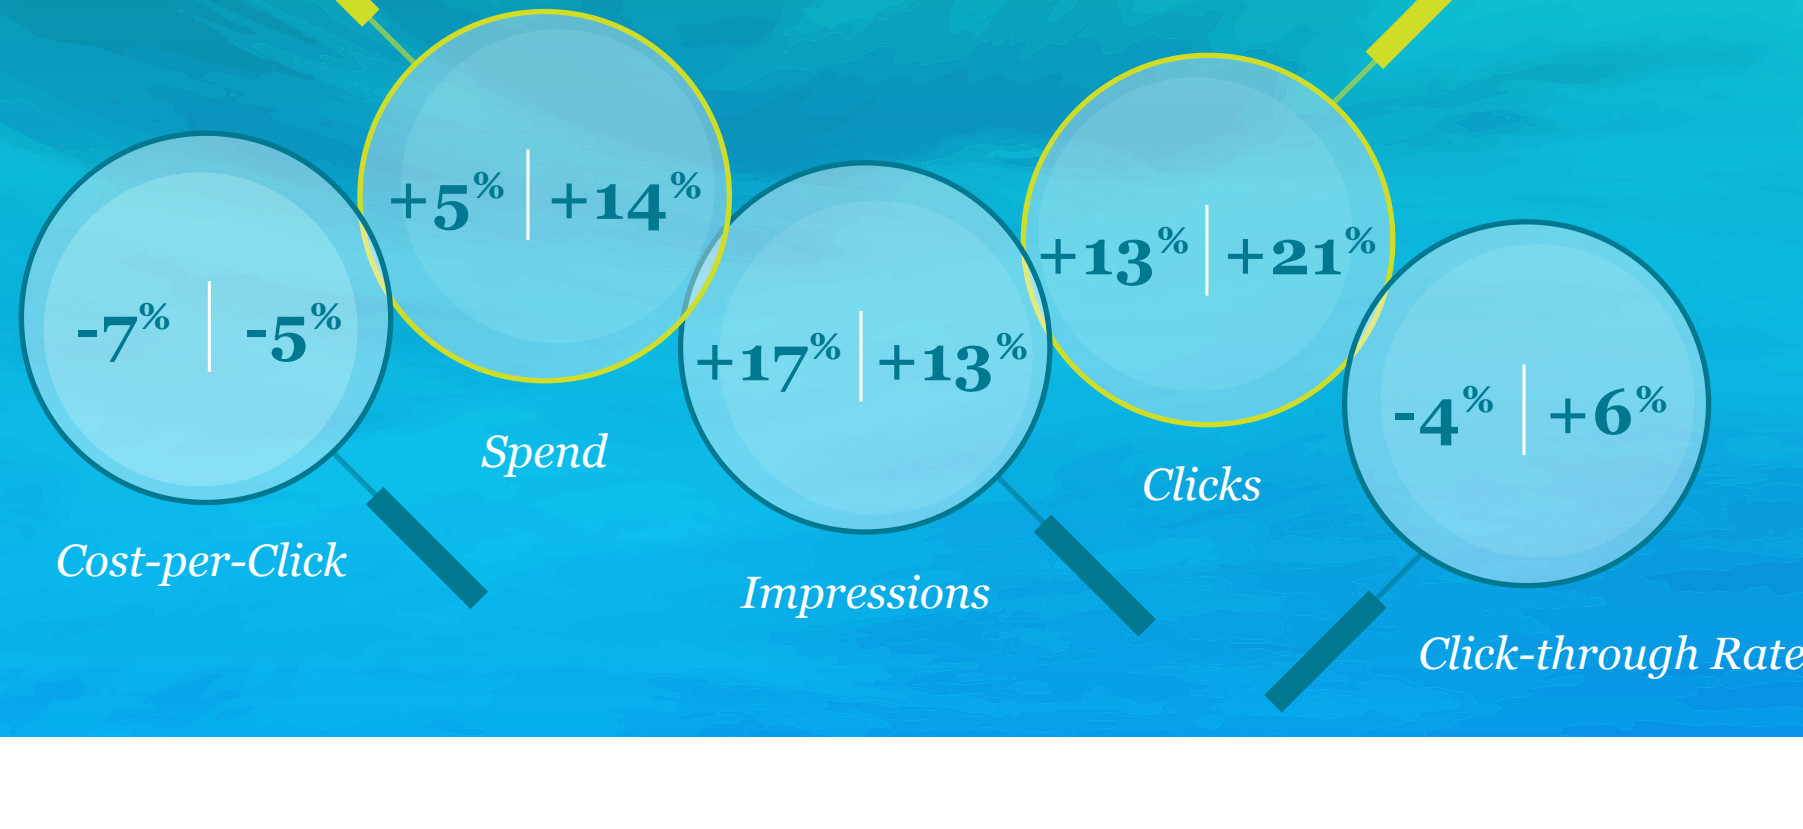 -7% | -5%
Cost-per-Click
+5% | +14%
Spend
+17% | +13%
Impressions
+13% | +21%
Clicks
-4% | +6%
Click-through Rate